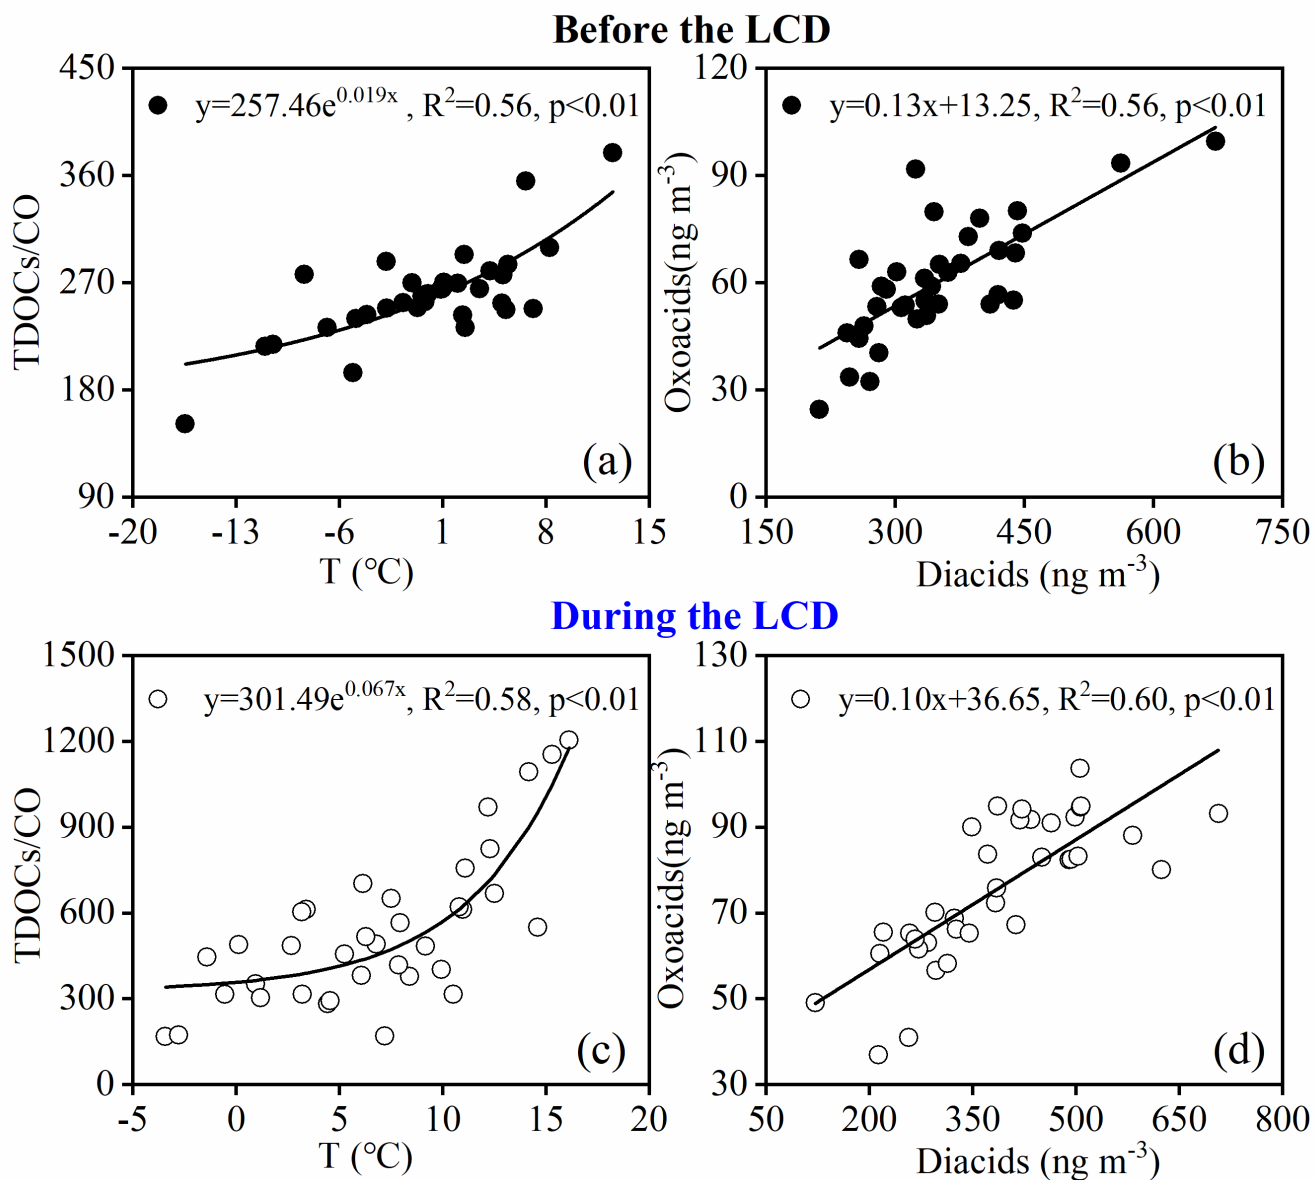 Before the LCD
y=257.46e^0.019x , R²=0.56, p<0.01
TDOCs/CO
450
360
270
180
90
(a)
-20 -13 -6 1 8 15
T (°C)
y=0.13x+13.25, R²=0.56, p<0.01
Oxoacids(ng m⁻³)
120
90
60
30
0
(b)
150 300 450 600 750
Diacids (ng m⁻³)
During the LCD
y=301.49e^0.067x , R²=0.58, p<0.01
TDOCs/CO
1500
1200
900
600
300
0
(c)
-5 0 5 10 15 20
T (°C)
y=0.10x+36.65, R²=0.60, p<0.01
Oxoacids(ng m⁻³)
130
110
90
70
50
30
(d)
50 200 350 500 650 800
Diacids (ng m⁻³)